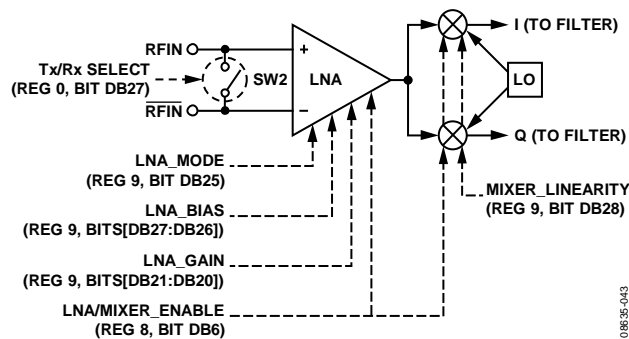 RFIN
I (TO FILTER)
Tx/Rx SELECT
(REG 0, BIT DB27)
SW2
+
LNA
−
LO
RFIN
Q (TO FILTER)
LNA_MODE
(REG 9, BIT DB25)
MIXER_LINEARITY
(REG 9, BIT DB28)
LNA_BIAS
(REG 9, BITS[DB27:DB26])
LNA_GAIN
(REG 9, BITS[DB21:DB20])
LNA/MIXER_ENABLE
(REG 8, BIT DB6)
08635-043